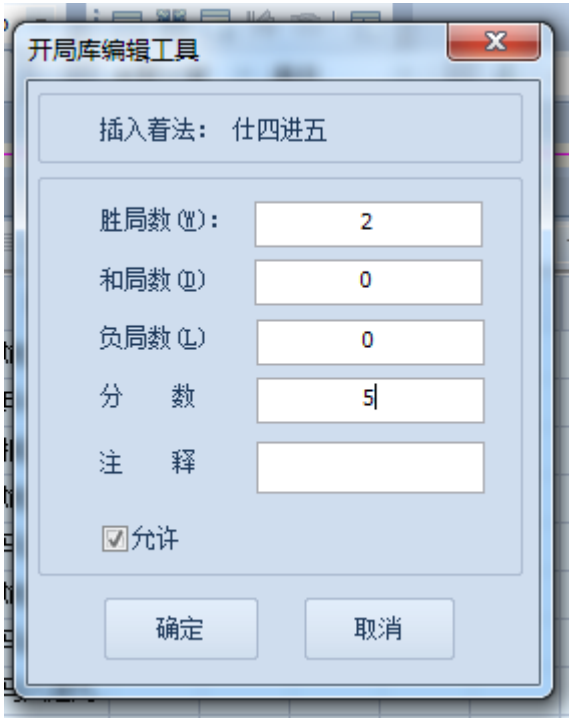 开局库编辑工具
插入着法： 仕四进五
胜局数(W)： 2
和局数(D) 0
负局数(L) 0
分 数 5
注 释
允许
确定 取消